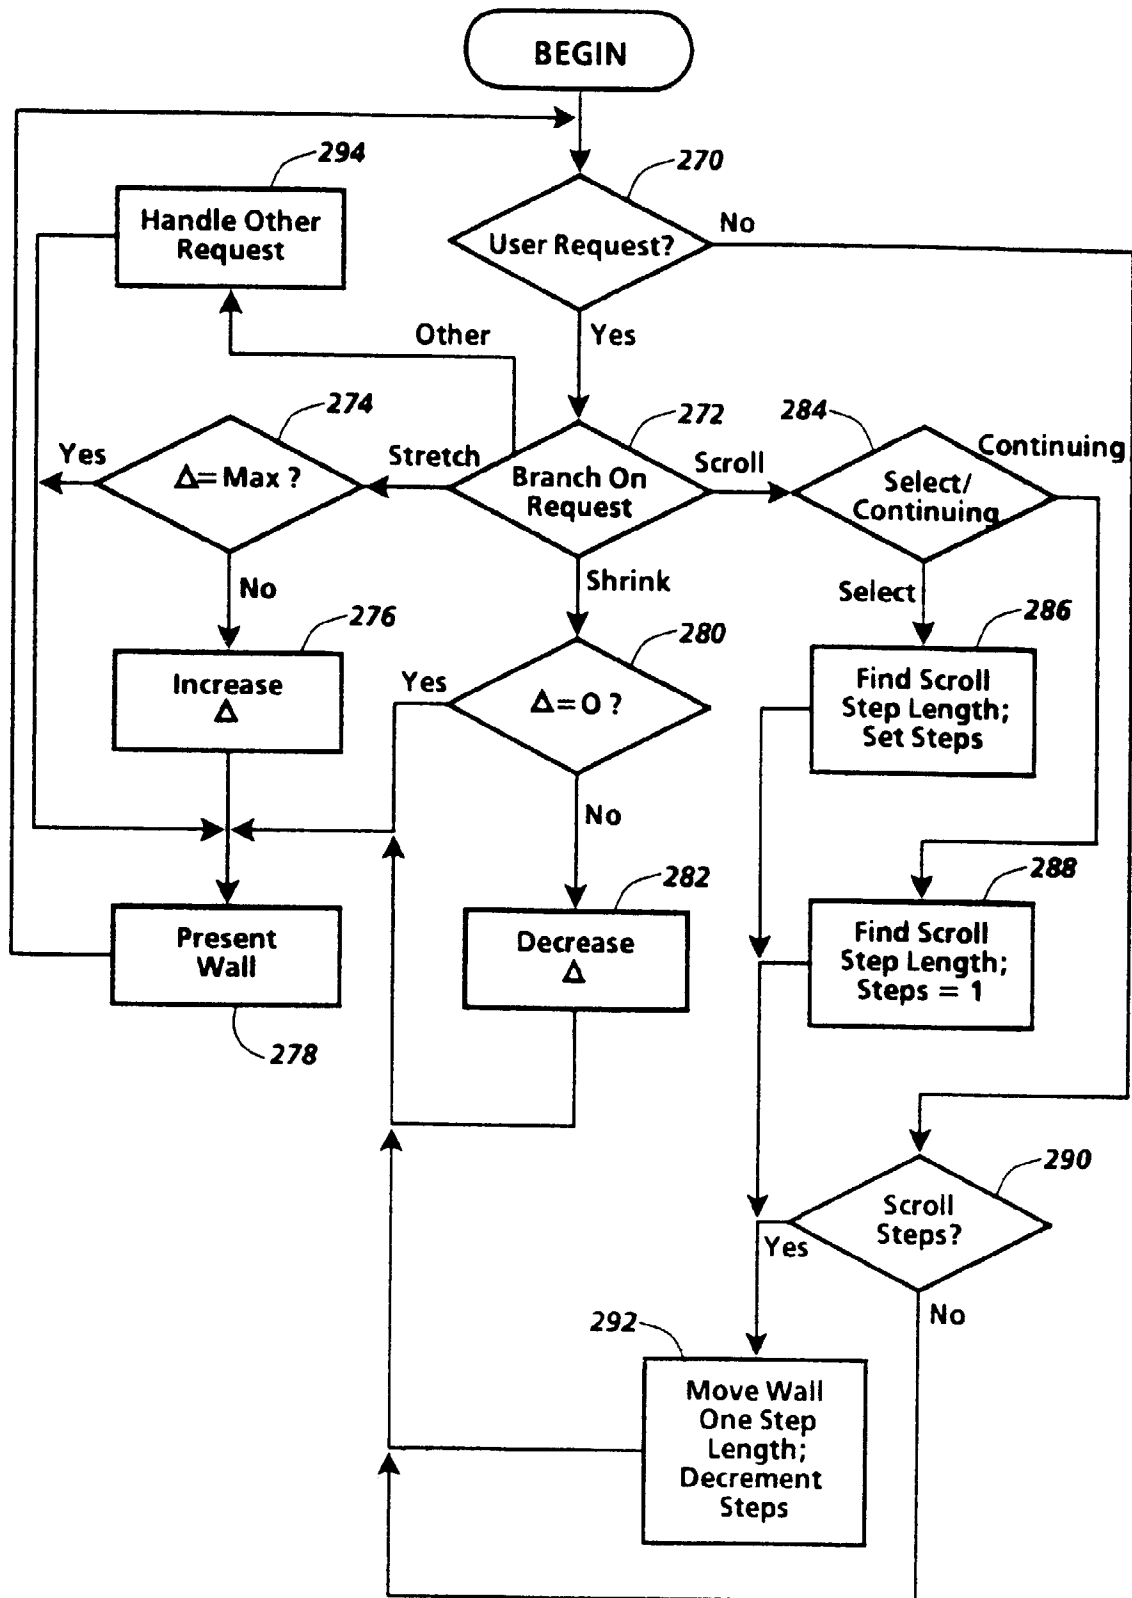 BEGIN
294
270
Handle Other
Request
User Request?
No
Other
Yes
274
272
284
Yes
Δ= Max ?
Stretch
Branch On
Request
Scroll
Select/
Continuing
Continuing
No
Shrink
Select
276
280
286
Increase
Δ
Yes
Δ= O ?
Find Scroll
Step Length;
Set Steps
No
282
288
Present
Wall
Decrease
Δ
Find Scroll
Step Length;
Steps = 1
278
290
Scroll
Steps?
Yes
No
292
Move Wall
One Step
Length;
Decrement
Steps